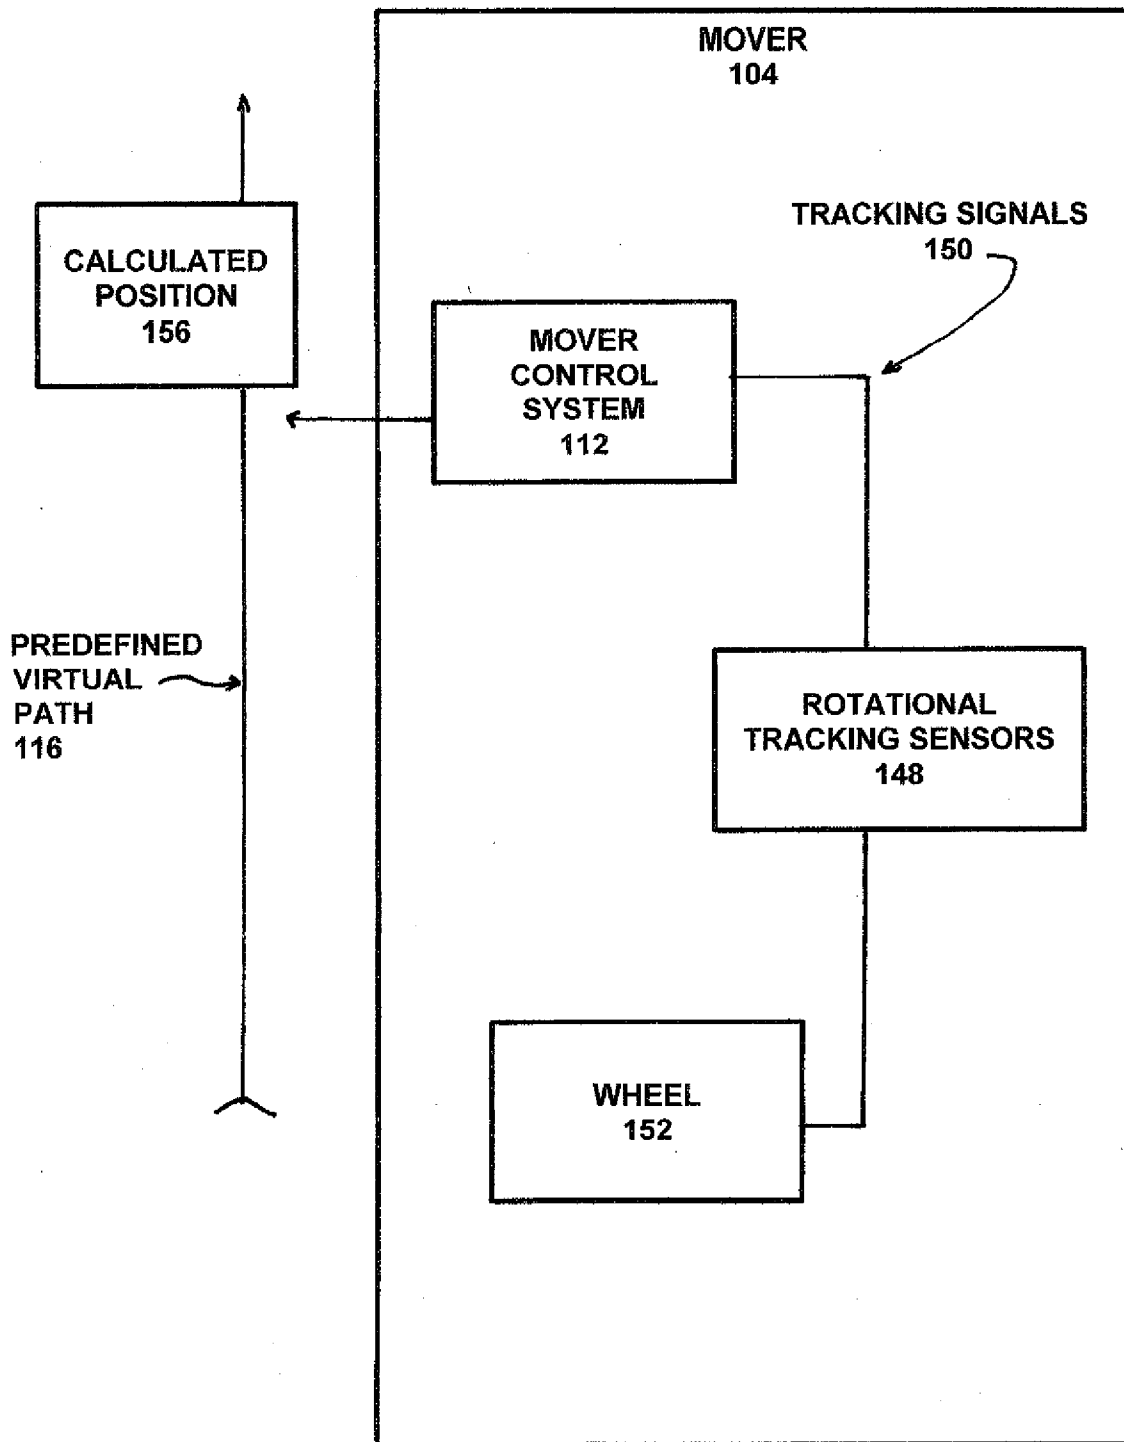 MOVER
104
TRACKING SIGNALS
150
CALCULATED
POSITION
156
MOVER
CONTROL
SYSTEM
112
PREDEFINED
VIRTUAL
PATH
116
ROTATIONAL
TRACKING SENSORS
148
WHEEL
152